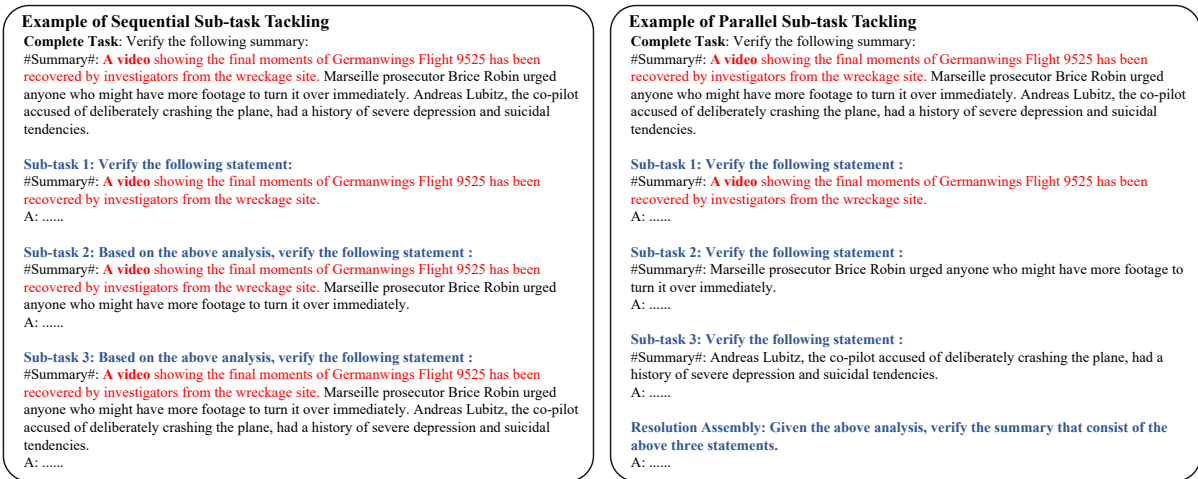 Example of Sequential Sub-task Tackling
Complete Task: Verify the following summary:
#Summary#: A video showing the final moments of Germanwings Flight 9525 has been
recovered by investigators from the wreckage site. Marseille prosecutor Brice Robin urged
anyone who might have more footage to turn it over immediately. Andreas Lubitz, the co-pilot
accused of deliberately crashing the plane, had a history of severe depression and suicidal
tendencies.
Sub-task 1: Verify the following statement:
#Summary#: A video showing the final moments of Germanwings Flight 9525 has been
recovered by investigators from the wreckage site.
A: ......
Sub-task 2: Based on the above analysis, verify the following statement :
#Summary#: A video showing the final moments of Germanwings Flight 9525 has been
recovered by investigators from the wreckage site. Marseille prosecutor Brice Robin urged
anyone who might have more footage to turn it over immediately.
A: ......
Sub-task 3: Based on the above analysis, verify the following statement :
#Summary#: A video showing the final moments of Germanwings Flight 9525 has been
recovered by investigators from the wreckage site. Marseille prosecutor Brice Robin urged
anyone who might have more footage to turn it over immediately. Andreas Lubitz, the co-pilot
accused of deliberately crashing the plane, had a history of severe depression and suicidal
tendencies.
A: ......
Example of Parallel Sub-task Tackling
Complete Task: Verify the following summary:
#Summary#: A video showing the final moments of Germanwings Flight 9525 has been
recovered by investigators from the wreckage site. Marseille prosecutor Brice Robin urged
anyone who might have more footage to turn it over immediately. Andreas Lubitz, the co-pilot
accused of deliberately crashing the plane, had a history of severe depression and suicidal
tendencies.
Sub-task 1: Verify the following statement :
#Summary#: A video showing the final moments of Germanwings Flight 9525 has been
recovered by investigators from the wreckage site.
A: ......
Sub-task 2: Verify the following statement :
#Summary#: Marseille prosecutor Brice Robin urged anyone who might have more footage to
turn it over immediately.
A: ......
Sub-task 3: Verify the following statement :
#Summary#: Andreas Lubitz, the co-pilot accused of deliberately crashing the plane, had a
history of severe depression and suicidal tendencies.
A: ......
Resolution Assembly: Given the above analysis, verify the summary that consist of the
above three statements.
A: ......